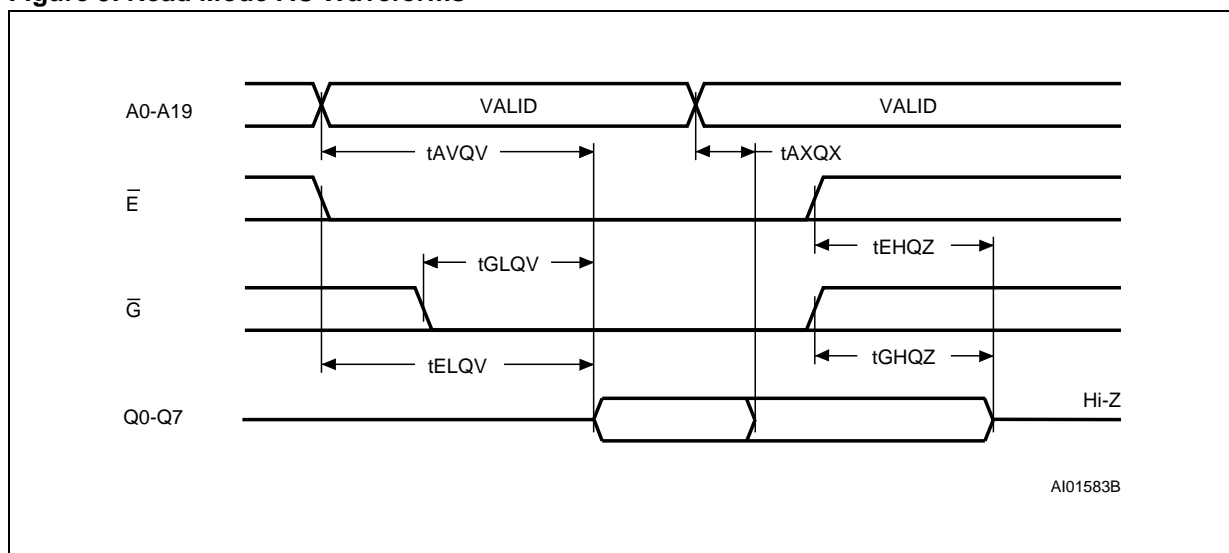 Figure 5. Read Mode AC Waveforms
A0-A19
VALID
VALID
tAVQV
tAXQX
E
tEHQZ
tGLQV
G
tGHQZ
tELQV
Hi-Z
Q0-Q7
AI01583B